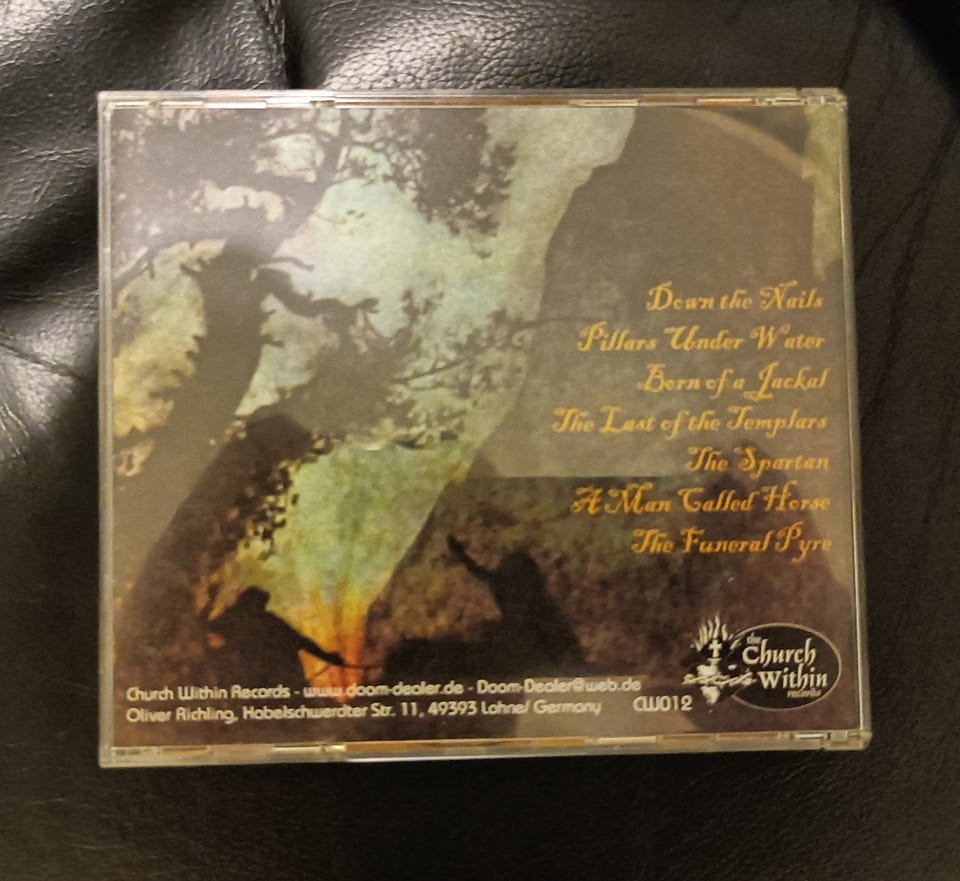 Down the Nails
Pillars Under Water
Born of a Jackal
The Last of the Templars
The Spartan
A Man Called Horse
The Funeral Pyre
the
Church
Within
records
Church Within Records - www.doom-dealer.de - Doom-Dealer@web.de
Oliver Richling, Habelschwerdter Str. 11, 49393 Lohne/ Germany
CW012